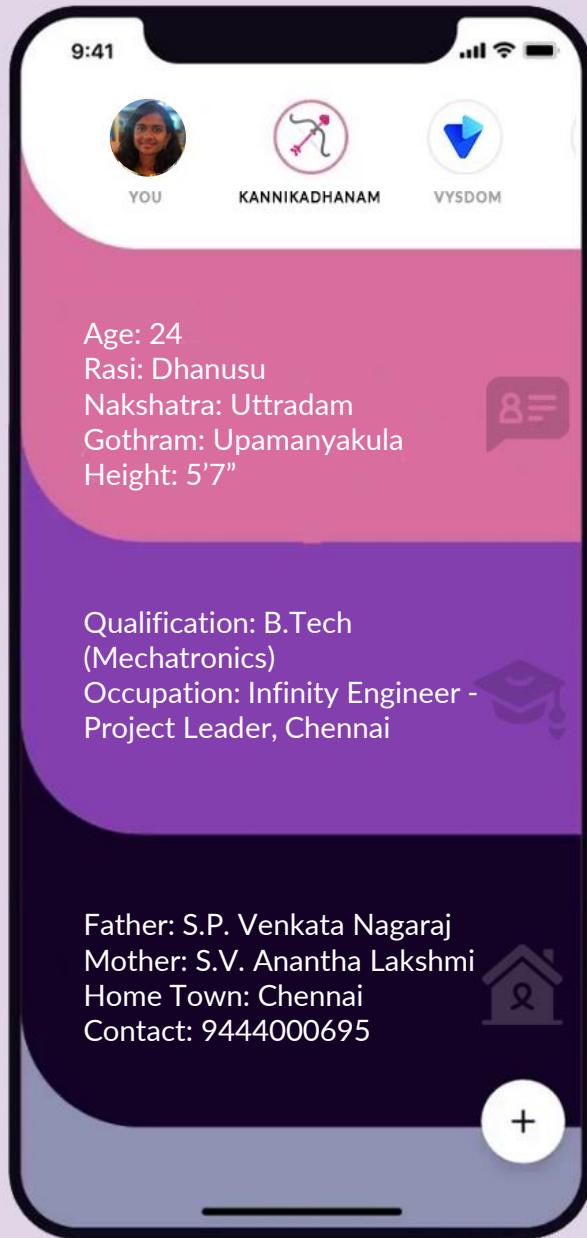 9:41
YOU
KANNIKADHANAM
VYSDOM
Age: 24
Rasi: Dhanusu
Nakshatra: Uttradam
Gothram: Upamanyakula
Height: 5’7”
Qualification: B.Tech
(Mechatronics)
Occupation: Infinity Engineer -
Project Leader, Chennai
Father: S.P. Venkata Nagaraj
Mother: S.V. Anantha Lakshmi
Home Town: Chennai
Contact: 9444000695